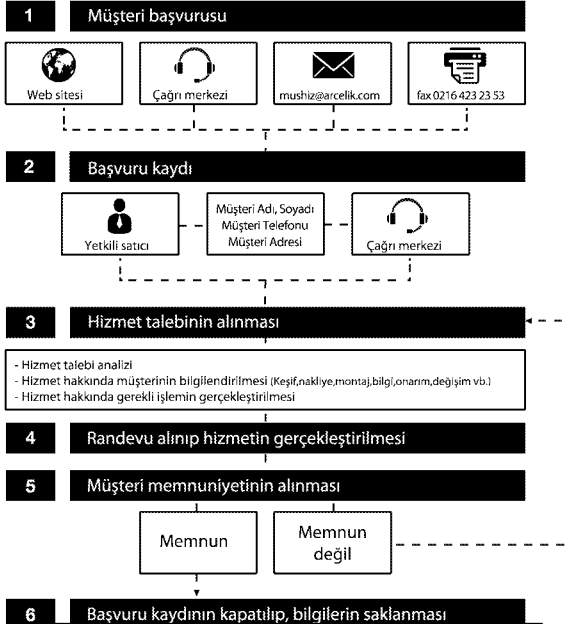 1 Müşteri başvurusu
Web sitesi
Çağrı merkezi
mushiz@arcelik.com
fax 0216 423 23 53
2 Başvuru kaydı
Yetkili satıcı
Müşteri Adı, Soyadı
Müşteri Telefonu
Müşteri Adresi
Çağrı merkezi
3 Hizmet talebinin alınması
- Hizmet talebi analizi
- Hizmet hakkında müşterinin bilgilendirilmesi (Keşif,nakliye,montaj,bilgi,onarım,değişim vb.)
- Hizmet hakkında gerekli işlemin gerçekleştirilmesi
4 Randevu alınıp hizmetin gerçekleştirilmesi
5 Müşteri memnuniyetinin alınması
Memnun
Memnun
değil
6 Başvuru kaydının kapatılıp, bilgilerin saklanması